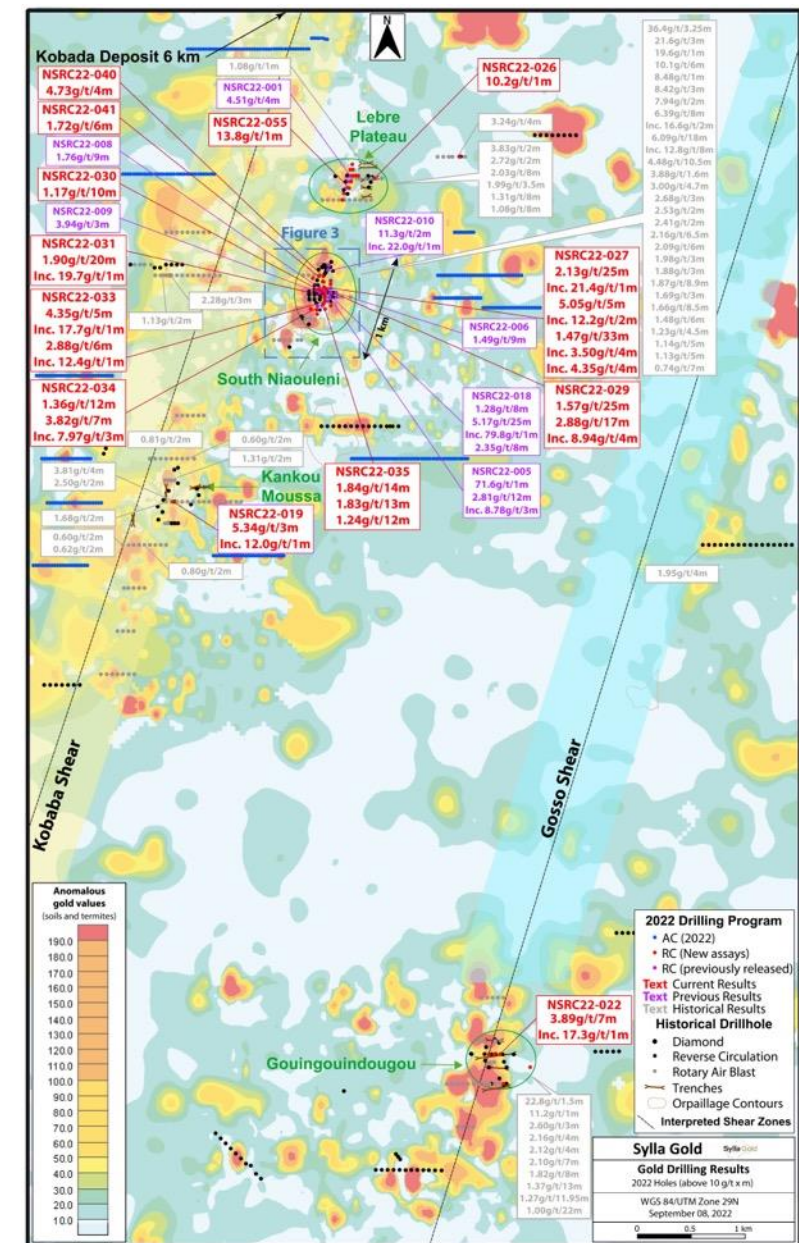 N
Kobada Deposit 6 km
NSRC22-040
4.73g/t/4m
NSRC22-041
1.72g/t/6m
NSRC22-008
1.76g/t/9m
NSRC22-030
1.17g/t/10m
NSRC22-009
3.94g/t/3m
NSRC22-031
1.90g/t/20m
Inc. 19.7g/t/1m
NSRC22-033
4.35g/t/5m
Inc. 17.7g/t/1m
2.88g/t/6m
Inc. 12.4g/t/1m
NSRC22-034
1.36g/t/12m
3.82g/t/7m
Inc. 7.97g/t/3m
1.08g/t/1m
NSRC22-001
4.51g/t/4m
NSRC22-055
13.8g/t/1m
NSRC22-026
10.2g/t/1m
Lebre
Plateau
3.24g/t/4m
3.83g/t/2m
2.72g/t/2m
2.03g/t/8m
1.99g/t/3.5m
1.31g/t/8m
1.08g/t/8m
36.4g/t/3.25m
21.6g/t/3m
19.6g/t/1m
10.1g/t/6m
8.48g/t/1m
8.42g/t/3m
7.94g/t/2m
6.39g/t/8m
Inc. 16.6g/t/2m
6.09g/t/18m
Inc. 12.8g/t/8m
4.48g/t/10.5m
3.88g/t/1.6m
3.00g/t/4.7m
2.68g/t/3m
2.53g/t/2m
2.41g/t/2m
2.16g/t/6.5m
2.09g/t/6m
1.98g/t/3m
1.88g/t/3m
1.87g/t/8.9m
1.69g/t/3m
1.66g/t/8.5m
1.48g/t/6m
1.23g/t/4.5m
1.14g/t/5m
1.13g/t/5m
0.74g/t/7m
Figure 3
NSRC22-010
11.3g/t/2m
Inc. 22.0g/t/1m
1 km
2.28g/t/3m
1.13g/t/2m
NSRC22-027
2.13g/t/25m
Inc. 21.4g/t/1m
5.05g/t/5m
Inc. 12.2g/t/2m
1.47g/t/33m
Inc. 3.50g/t/4m
Inc. 4.35g/t/4m
NSRC22-006
1.49g/t/9m
South Niaouleni
NSRC22-018
1.28g/t/8m
5.17g/t/25m
Inc. 79.8g/t/1m
2.35g/t/8m
NSRC22-029
1.57g/t/25m
2.88g/t/17m
Inc. 8.94g/t/4m
0.81g/t/2m
0.60g/t/2m
1.31g/t/2m
3.81g/t/4m
2.50g/t/2m
NSRC22-035
1.84g/t/14m
1.83g/t/13m
1.24g/t/12m
NSRC22-005
71.6g/t/1m
2.81g/t/12m
Inc. 8.78g/t/3m
Kankou
Moussa
NSRC22-019
5.34g/t/3m
Inc. 12.0g/t/1m
1.68g/t/2m
0.60g/t/2m
0.62g/t/2m
0.80g/t/2m
1.95g/t/4m
Kobaba Shear
Gosso Shear
Anomalous
gold values
(soils and termites)
190.0
180.0
170.0
160.0
150.0
140.0
130.0
120.0
110.0
100.0
90.0
80.0
70.0
60.0
50.0
40.0
30.0
20.0
10.0
NSRC22-022
3.89g/t/7m
Inc. 17.3g/t/1m
Gouingouindougou
22.8g/t/1.5m
11.2g/t/1m
2.60g/t/3m
2.16g/t/4m
2.12g/t/4m
2.10g/t/7m
1.82g/t/8m
1.37g/t/13m
1.27g/t/11.95m
1.00g/t/22m
2022 Drilling Program
AC (2022)
RC (New assays)
RC (previously released)
Text Current Results
Text Previous Results
Text Historical Results
Historical Drillhole
Diamond
Reverse Circulation
Rotary Air Blast
Trenches
Orpaillage Contours
Interpreted Shear Zones
Sylla Gold
Sylla Gold
Gold Drilling Results
2022 Holes (above 10 g/t x m)
WGS 84/UTM Zone 29N
September 08, 2022
0 0.5 1 km